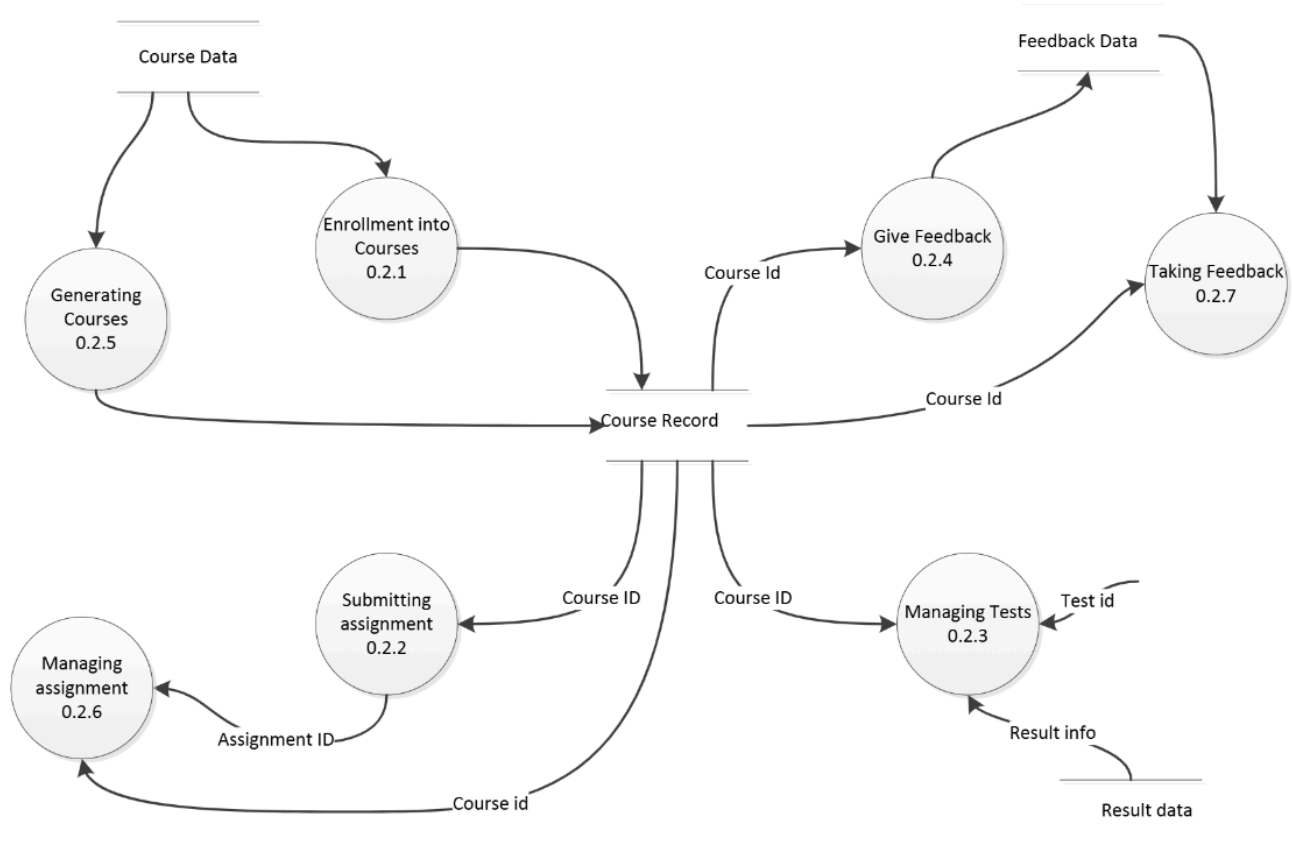 Course Data
Feedback Data
Enrollment into
Courses
0.2.1
Give Feedback
0.2.4
Taking Feedback
0.2.7
Course Id
Generating
Courses
0.2.5
Course Id
Course Record
Submitting
assignment
0.2.2
Course ID
Course ID
Managing Tests
0.2.3
Test id
Managing
assignment
0.2.6
Assignment ID
Result info
Course id
Result data